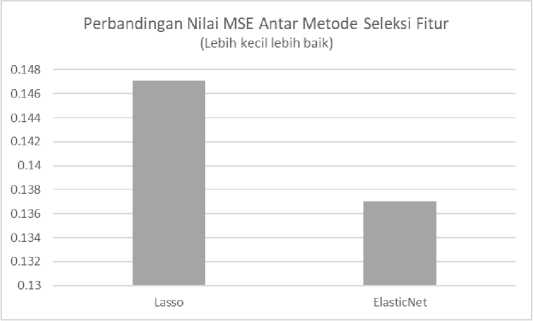 Perbandingan Nilai MSE Antar Metode Seleksi Fitur
(Lebih kecil lebih baik)
0.148
0.146
0.144
0.142
0.14
0.138
0.136
0.134
0.132
0.13
Lasso
ElasticNet